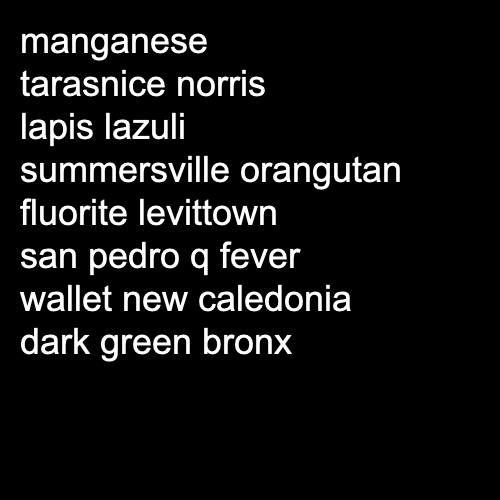 manganese
tarasnice norris
lapis lazuli
summersville orangutan
fluorite levittown
san pedro q fever
wallet new caledonia
dark green bronx